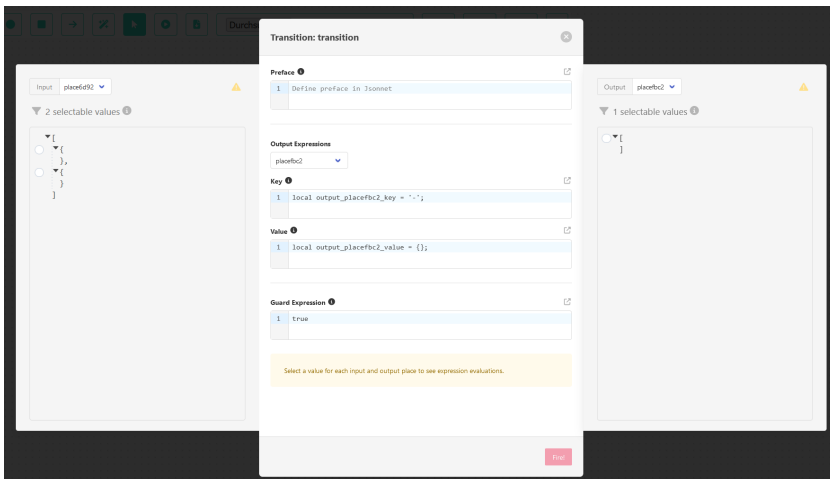 Transition: transition
Input place6d92
2 selectable values
[
{
},
{
}
]
Preface
1 Define preface in Jsonnet
Output Expressions
placefbc2
Key
1 local output_placefbc2_key = '-';
Value
1 local output_placefbc2_value = {};
Guard Expression
1 true
Select a value for each input and output place to see expression evaluations.
Fire!
Output placefbc2
1 selectable values
[
]